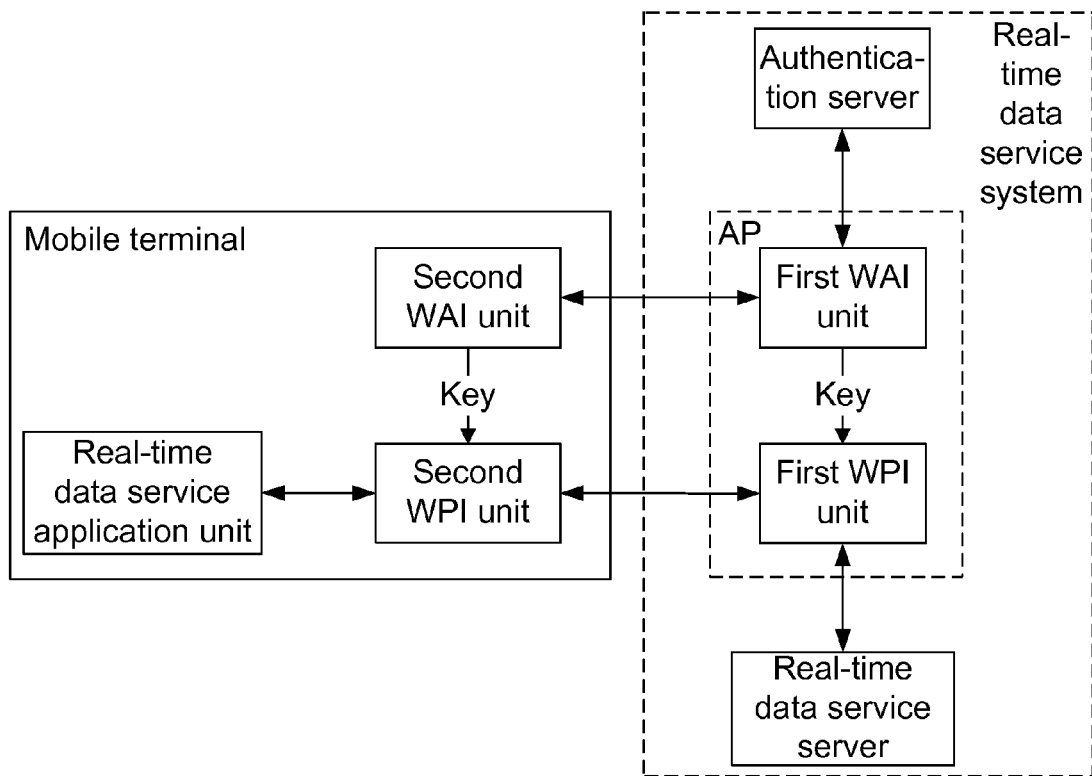 Real-
time
data
service
system
Authentica-
tion server
Mobile terminal
AP
Second
WAI unit
First WAI
unit
Key
Key
Real-time
data service
application unit
Second
WPI unit
First WPI
unit
Real-time
data service
server